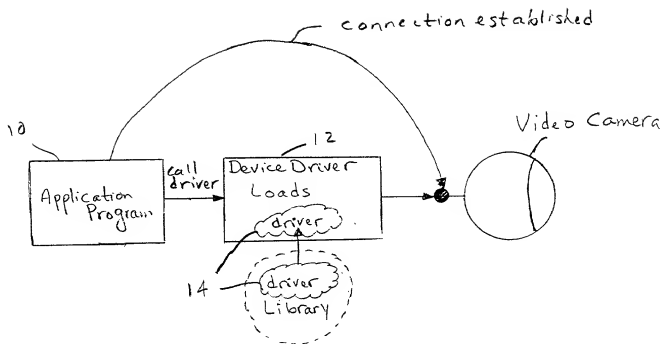 connection established
10
12
Video Camera
call
driver
Device Driver
Loads
Application
Program
driver
14
driver
Library